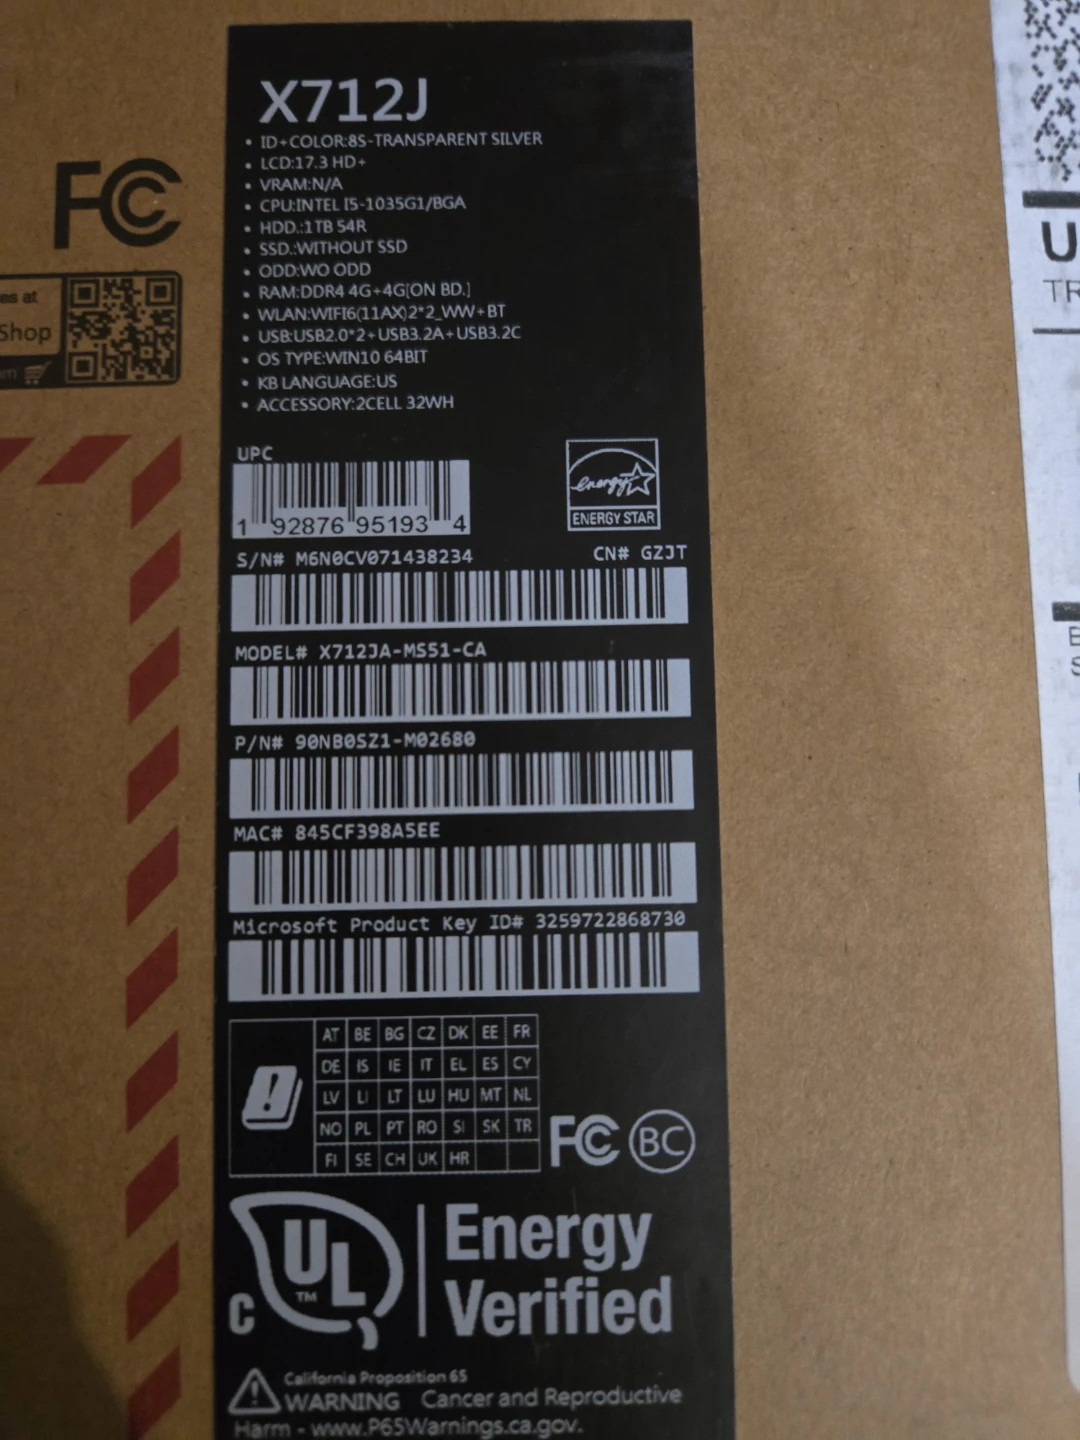 X712J
• ID+COLOR:8S-TRANSPARENT SILVER
• LCD:17.3 HD+
• VRAM:N/A
• CPU:INTEL I5-1035G1/BGA
• HDD.:1TB 54R
• SSD.:WITHOUT SSD
• ODD:WO ODD
• RAM:DDR4 4G+4G[ON BD.]
• WLAN:WIFI6(11AX)2*2_WW+BT
• USB:USB2.0*2+USB3.2A+USB3.2C
• OS TYPE:WIN10 64BIT
• KB LANGUAGE:US
• ACCESSORY:2CELL 32WH
FC
es at
Shop
om
UPC
1 92876 95193 4
energy
ENERGY STAR
S/N# M6N0CV071438234 CN# GZJT
MODEL# X712JA-MS51-CA
P/N# 90NB0SZ1-M02680
MAC# 845CF398A5EE
Microsoft Product Key ID# 3259722868730
AT BE BG CZ DK EE FR
DE IS IE IT EL ES CY
LV LI LT LU HU MT NL
NO PL PT RO SI SK TR
FI SE CH UK HR
FC BC
C UL TM Energy
Verified
California Proposition 65
WARNING Cancer and Reproductive
Harm - www.P65Warnings.ca.gov.
U
TR